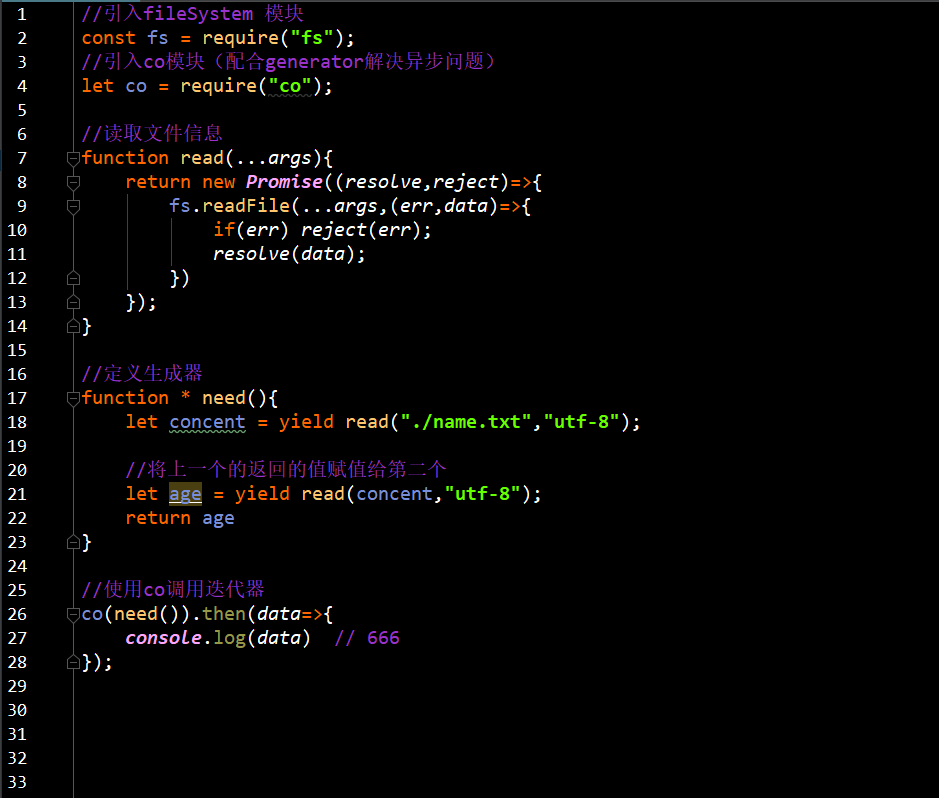 1 //引入fileSystem 模块
2 const fs = require("fs");
3 //引入co模块（配合generator解决异步问题）
4 let co = require("co");
5
6 //读取文件信息
7 function read(...args){
8 return new Promise((resolve,reject)=>{
9 fs.readFile(...args,(err,data)=>{
10 if(err) reject(err);
11 resolve(data);
12 })
13 });
14 }
15
16 //定义生成器
17 function * need(){
18 let concent = yield read("./name.txt","utf-8");
19
20 //将上一个的返回的值赋值给第二个
21 let age = yield read(concent,"utf-8");
22 return age
23 }
24
25 //使用co调用迭代器
26 co(need()).then(data=>{
27 console.log(data) // 666
28 });
29
30
31
32
33